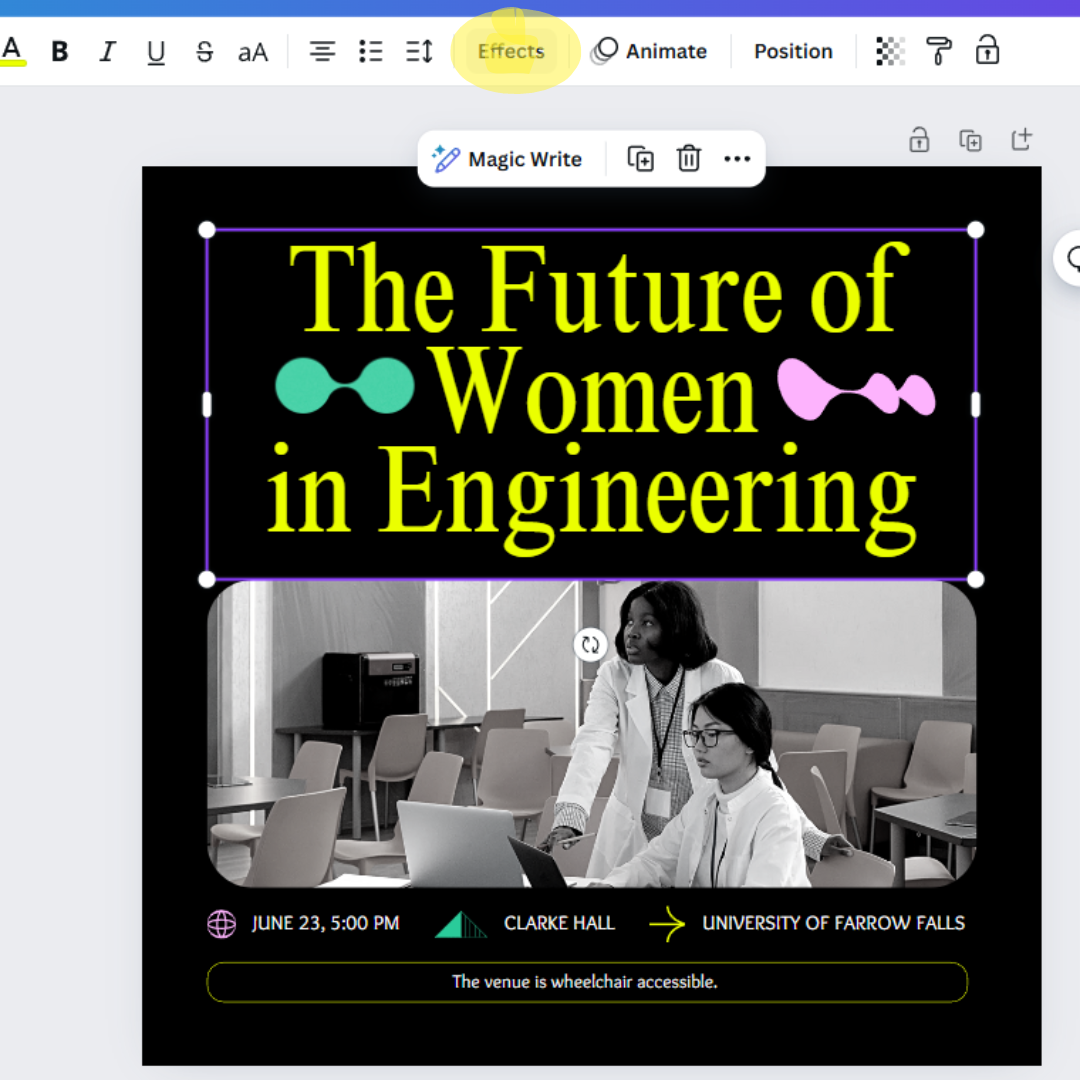 A B I U S aA Effects Animate Position
Magic Write
The Future of
Women
in Engineering
JUNE 23, 5:00 PM CLARKE HALL UNIVERSITY OF FARROW FALLS
The venue is wheelchair accessible.